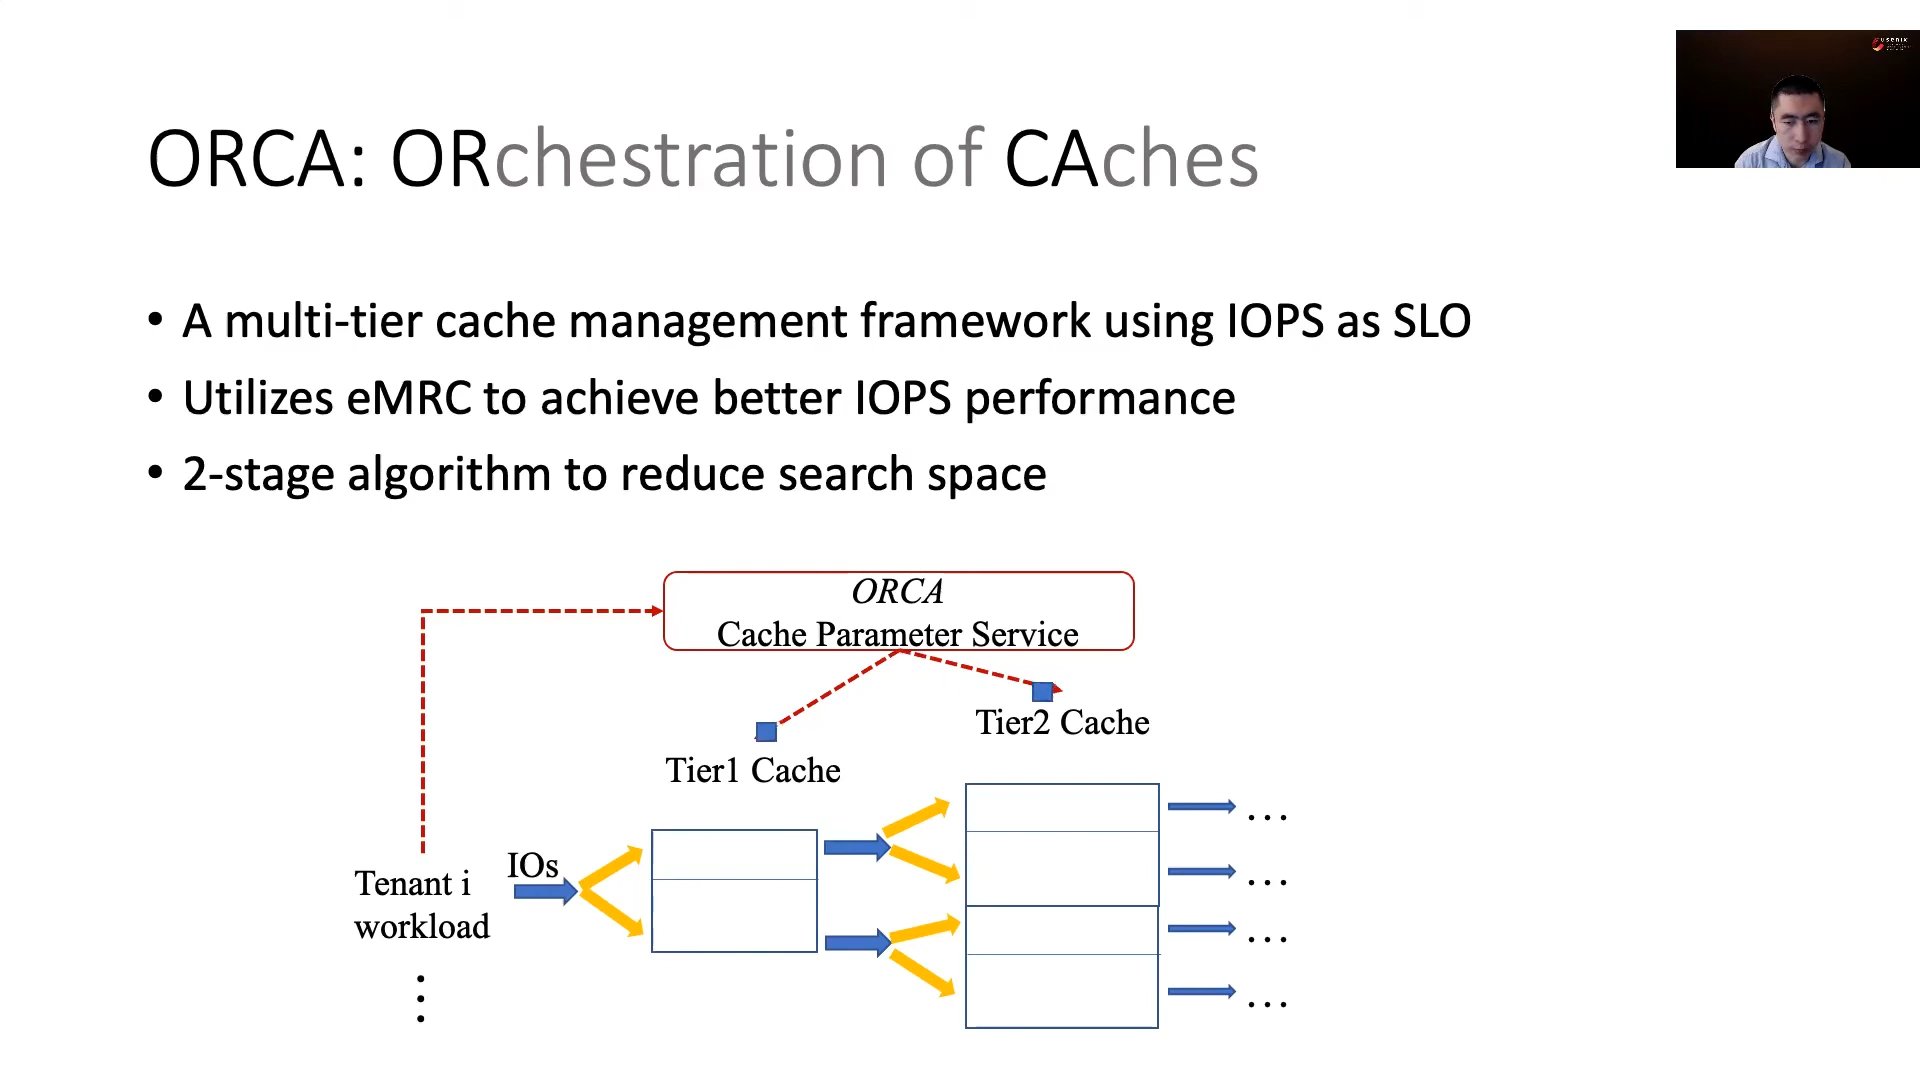 usenix
ORCA: ORchestration of CAches
• A multi-tier cache management framework using IOPS as SLO
• Utilizes eMRC to achieve better IOPS performance
• 2-stage algorithm to reduce search space
ORCA
Cache Parameter Service
Tier2 Cache
Tier1 Cache
IOs
Tenant i
workload
...
...
...
...